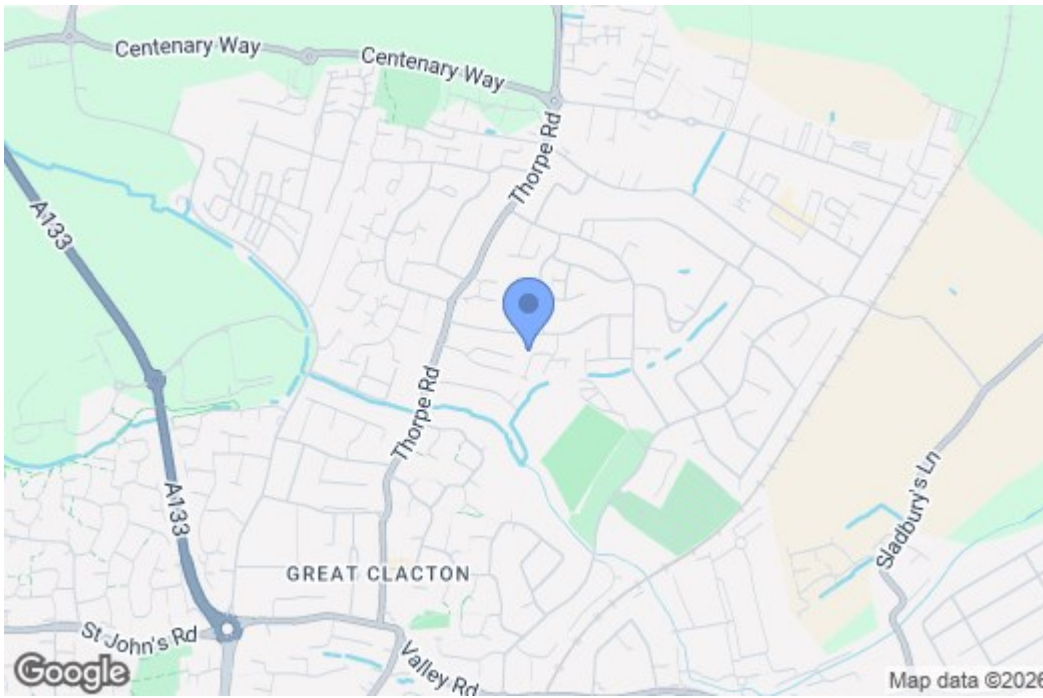 Centenary Way
Centenary Way
Thorpe Rd
A133
Thorpe Rd
A133
Sladbury's Ln
GREAT CLACTON
St John's Rd
Valley Rd
Google
Map data ©2026